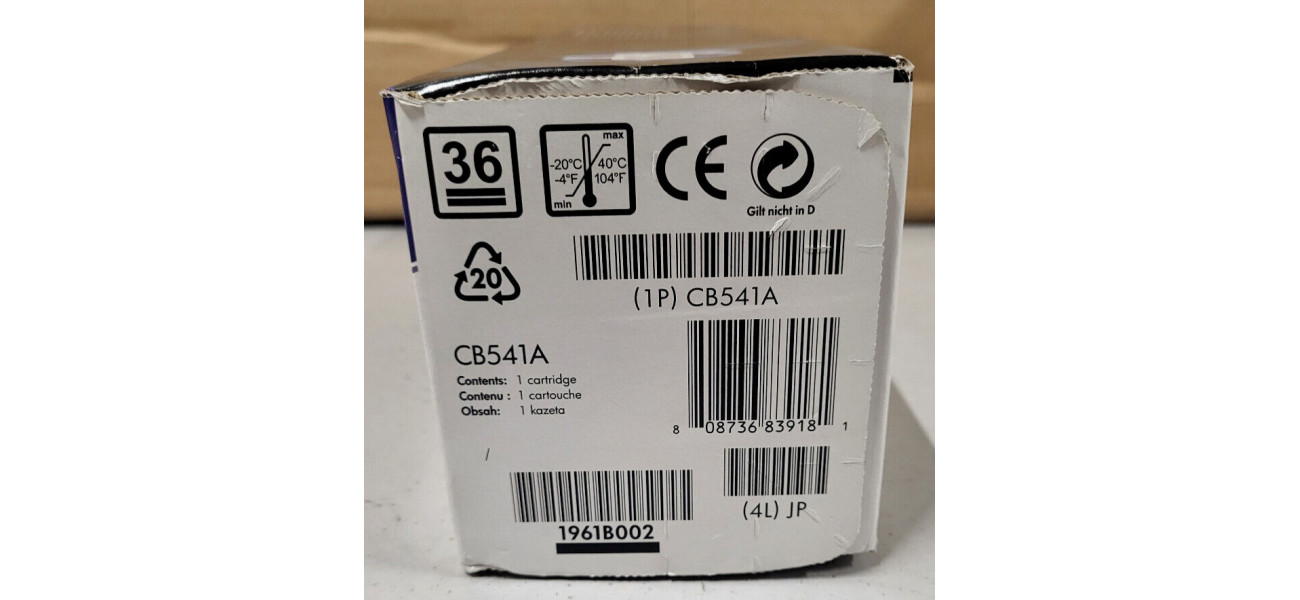 36
max
-20°C 40°C
-4°F 104°F
min
CE
Gilt nicht in D
20
(1P) CB541A
CB541A
Contents: 1 cartridge
Contenu : 1 cartouche
Obsah: 1 kazeta
8 08736 83918 1
/
(4L) JP
1961B002